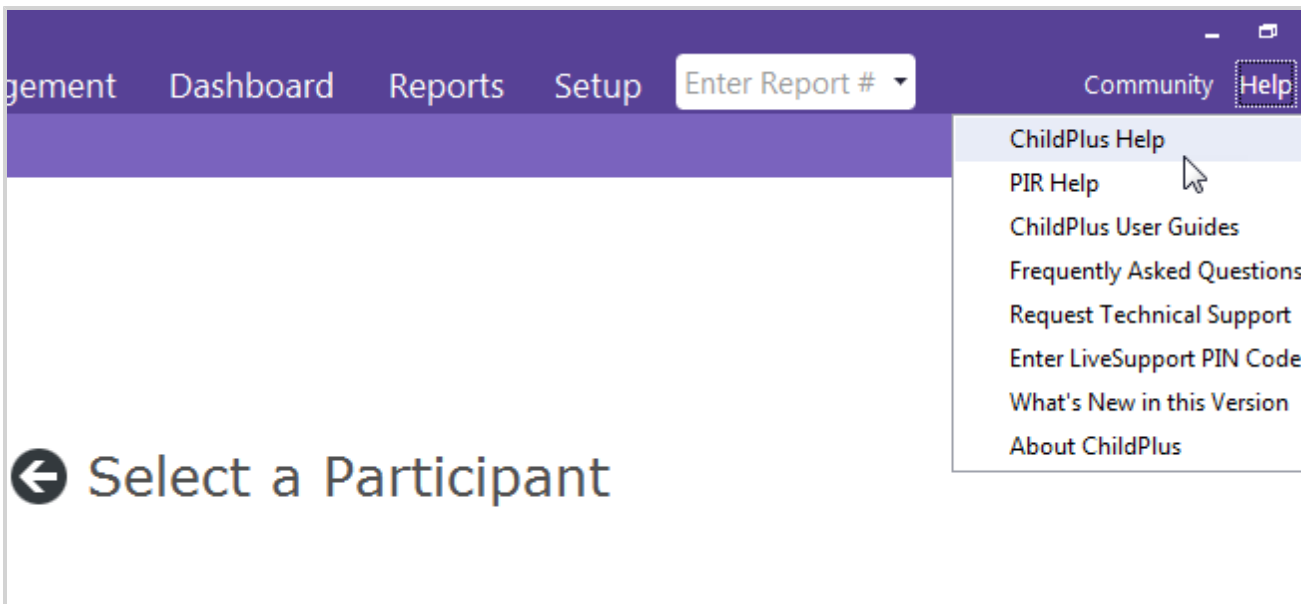 gement Dashboard Reports Setup Enter Report # Community Help
ChildPlus Help
PIR Help
ChildPlus User Guides
Frequently Asked Questions
Request Technical Support
Enter LiveSupport PIN Code
What's New in this Version
About ChildPlus
Select a Participant